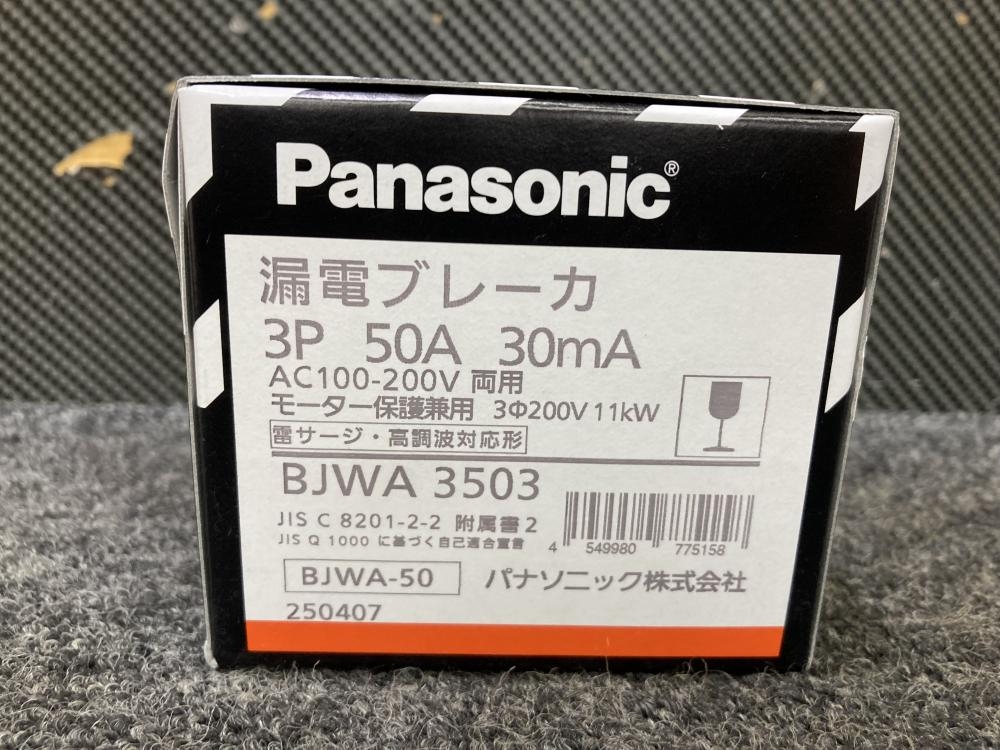 Panasonic®
漏電ブレーカ
3P 50A 30mA
AC100-200V 両用
モーター保護兼用 3Φ200V 11kW
雷サージ・高調波対応形
BJWA 3503
JIS C 8201-2-2 附属書2
JIS Q 1000 に基づく自己適合宣言
4 549980 775158
BJWA-50 パナソニック株式会社
250407